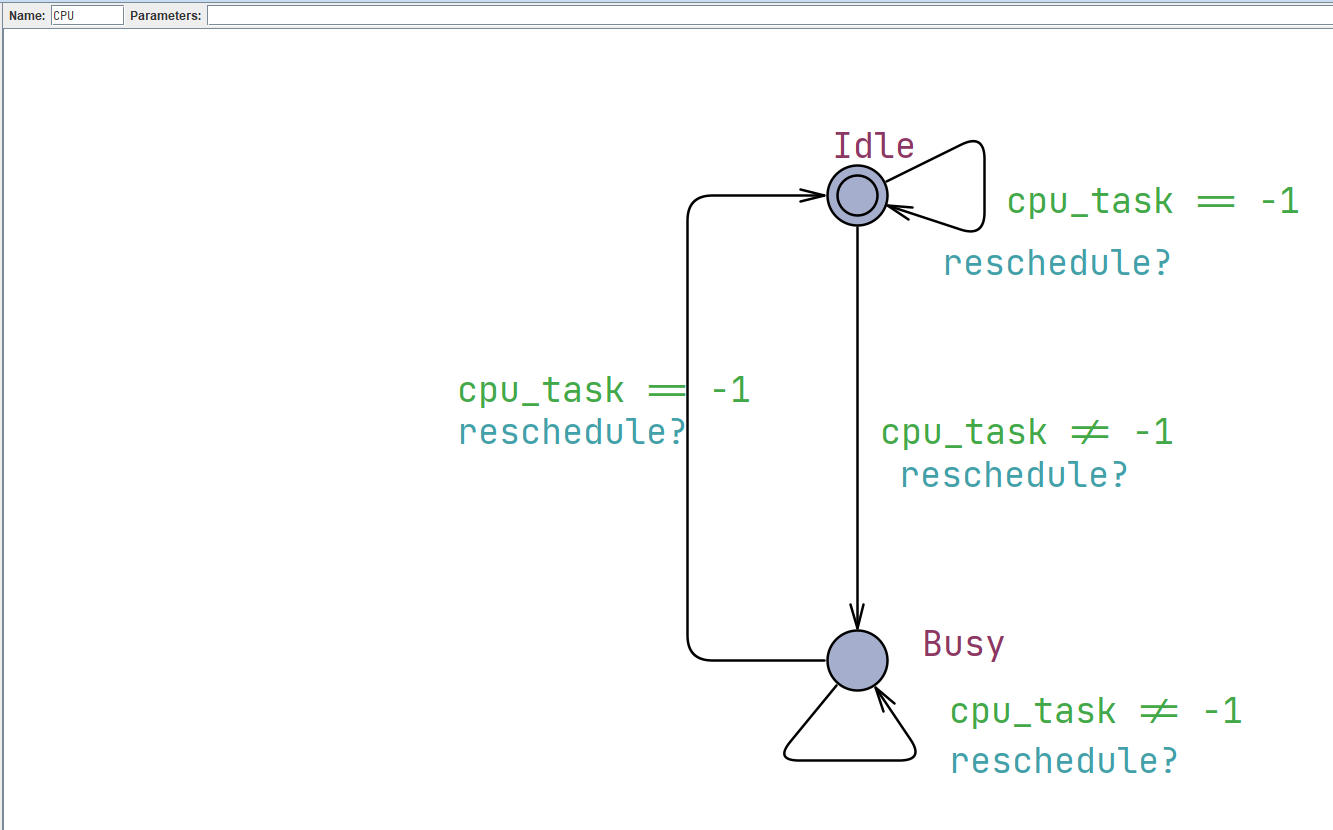 Name: CPU Parameters:
Idle
cpu_task == -1
reschedule?
cpu_task == -1
reschedule?
cpu_task != -1
reschedule?
Busy
cpu_task != -1
reschedule?